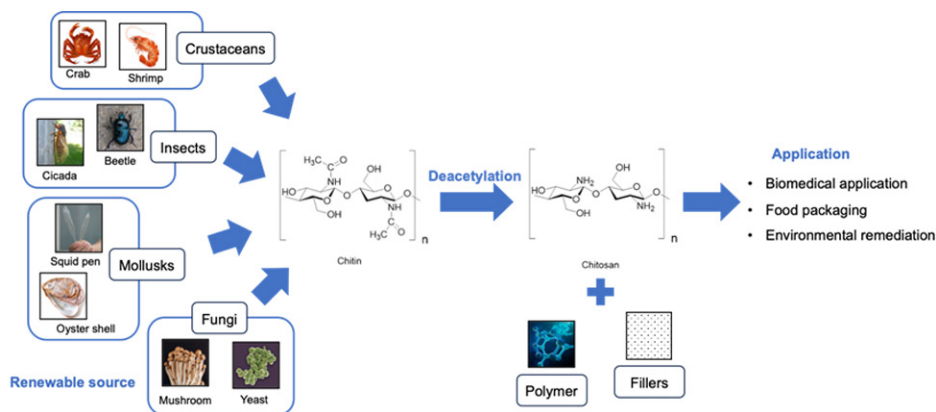 Crustaceans
Crab
Shrimp
Insects
Cicada
Beetle
Mollusks
Squid pen
Oyster shell
Fungi
Mushroom
Yeast
Renewable source
H₃C
O
NH
HO
O
OH
HO
O
O
OH
NH
H₃C
O
n
Chitin
Deacetylation
NH₂
HO
O
OH
OH
HO
O
O
NH₂
n
Chitosan
Polymer
Fillers
Application
• Biomedical application
• Food packaging
• Environmental remediation